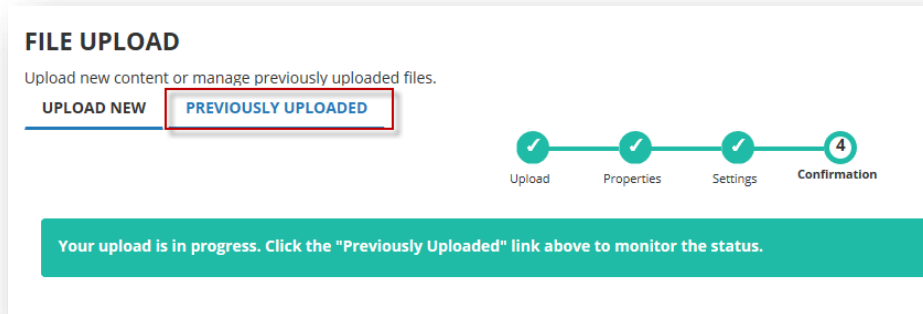 FILE UPLOAD
Upload new content or manage previously uploaded files.
UPLOAD NEW PREVIOUSLY UPLOADED
4
Upload Properties Settings Confirmation
Your upload is in progress. Click the "Previously Uploaded" link above to monitor the status.